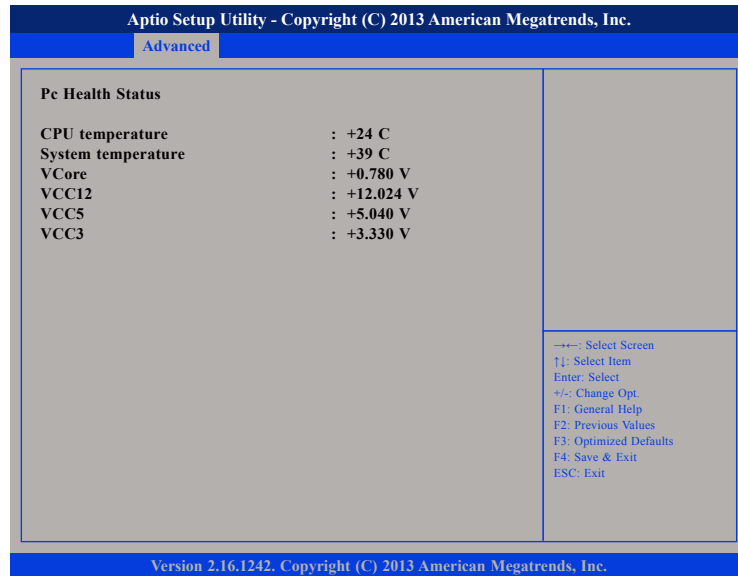 Aptio Setup Utility - Copyright (C) 2013 American Megatrends, Inc.
Advanced
Pc Health Status
CPU temperature : +24 C
System temperature : +39 C
VCore : +0.780 V
VCC12 : +12.024 V
VCC5 : +5.040 V
VCC3 : +3.330 V
→←: Select Screen
↑↓: Select Item
Enter: Select
+/-: Change Opt.
F1: General Help
F2: Previous Values
F3: Optimized Defaults
F4: Save & Exit
ESC: Exit
Version 2.16.1242. Copyright (C) 2013 American Megatrends, Inc.